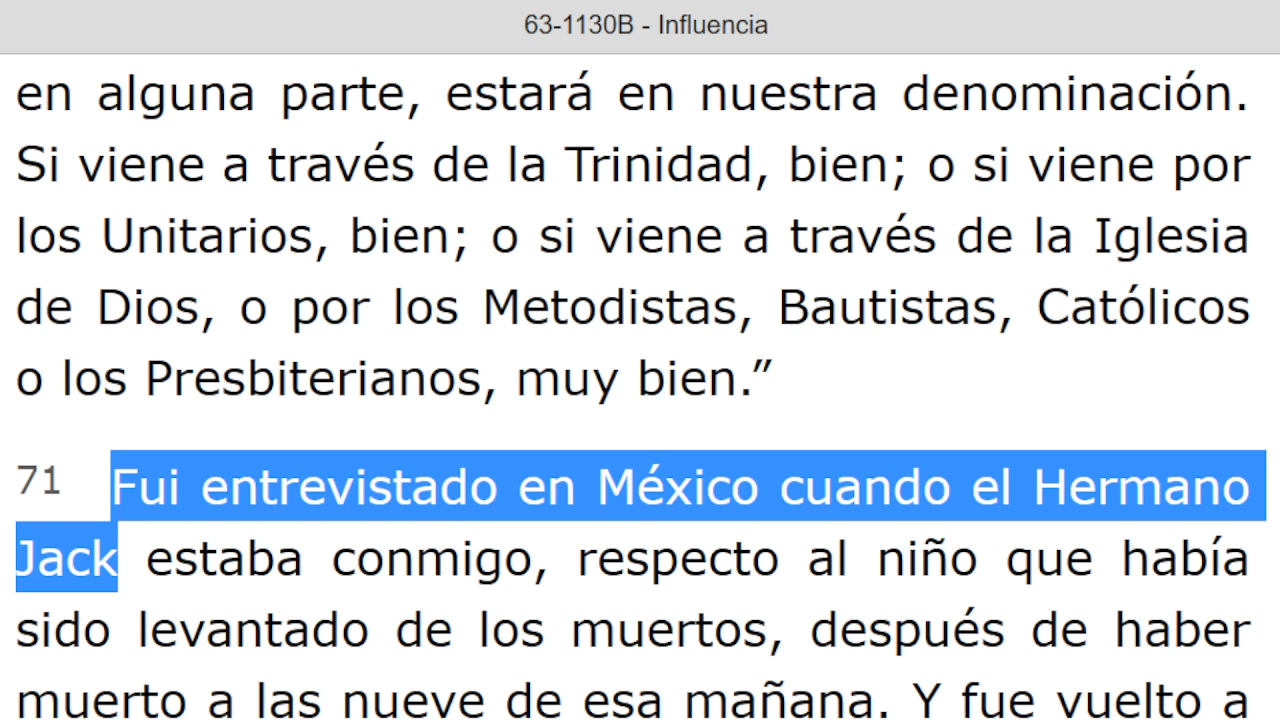 63-1130B - Influencia
en alguna parte, estará en nuestra denominación.
Si viene a través de la Trinidad, bien; o si viene por
los Unitarios, bien; o si viene a través de la Iglesia
de Dios, o por los Metodistas, Bautistas, Católicos
o los Presbiterianos, muy bien.”
71 Fui entrevistado en México cuando el Hermano
Jack estaba conmigo, respecto al niño que había
sido levantado de los muertos, después de haber
muerto a las nueve de esa mañana. Y fue vuelto a